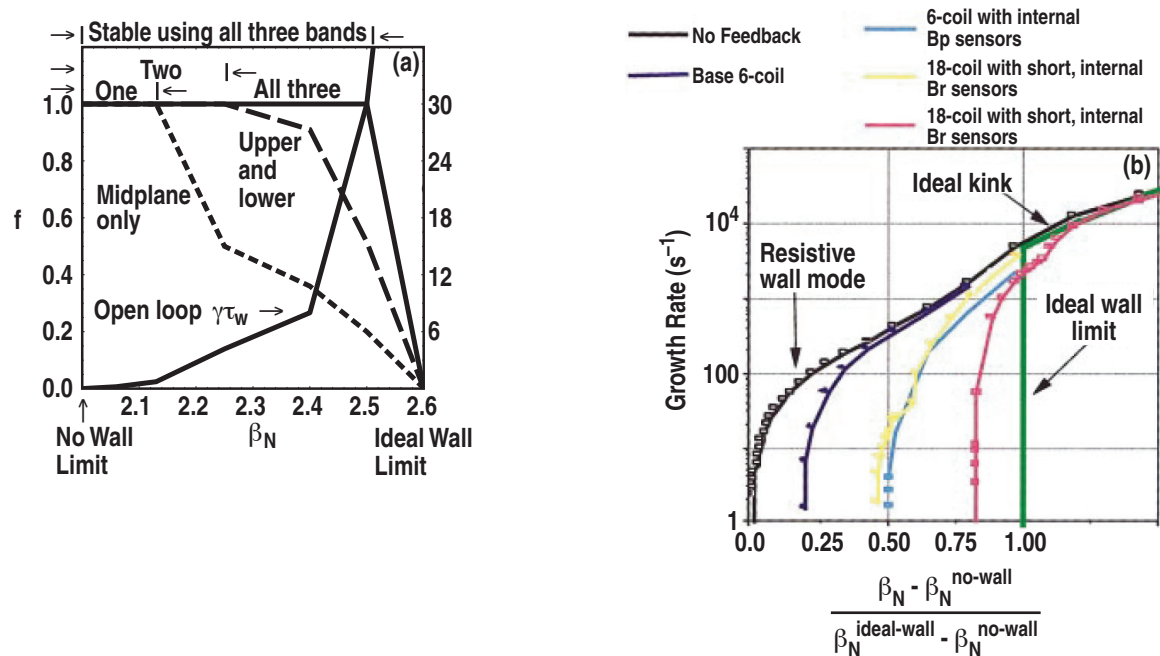 Stable using all three bands
(a)
Two
One
All three
1.0
0.8
0.6
0.4
0.2
0.0
f
30
24
18
12
6
Upper
and
lower
Midplane
only
Open loop γτw
2.1 2.2 2.3 2.4 2.5 2.6
βN
No Wall
Limit
Ideal Wall
Limit
No Feedback
Base 6-coil
6-coil with internal
Bp sensors
18-coil with short, internal
Br sensors
18-coil with short, internal
Br sensors
(b)
Ideal kink
Resistive
wall mode
Ideal wall
limit
Growth Rate (s⁻¹)
10⁴
100
1
0.0 0.25 0.50 0.75 1.00
βN - βN no-wall
βN ideal-wall - βN no-wall